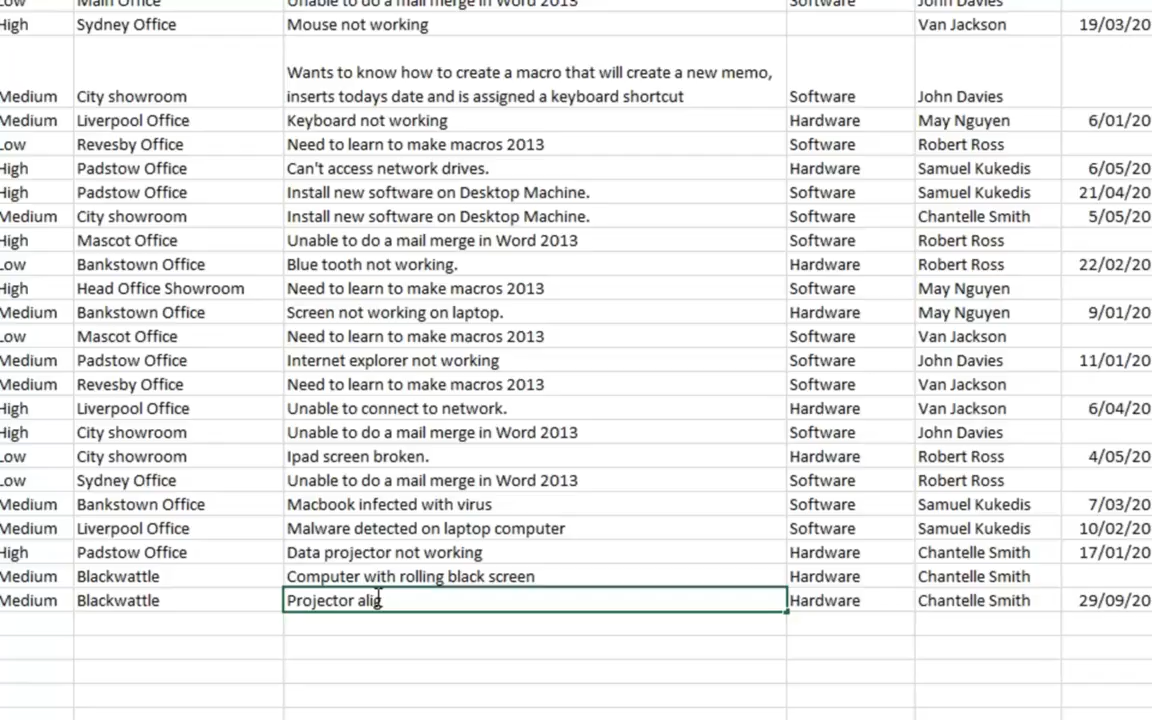 Low Main Office Unable to do a mail merge in Word 2013 Software John Davies
High Sydney Office Mouse not working Van Jackson 19/03/20
Wants to know how to create a macro that will create a new memo,
Medium City showroom inserts todays date and is assigned a keyboard shortcut Software John Davies
Medium Liverpool Office Keyboard not working Hardware May Nguyen 6/01/20
Low Revesby Office Need to learn to make macros 2013 Software Robert Ross
High Padstow Office Can't access network drives. Hardware Samuel Kukedis 6/05/20
High Padstow Office Install new software on Desktop Machine. Software Samuel Kukedis 21/04/20
Medium City showroom Install new software on Desktop Machine. Software Chantelle Smith 5/05/20
High Mascot Office Unable to do a mail merge in Word 2013 Software Robert Ross
Low Bankstown Office Blue tooth not working. Hardware Robert Ross 22/02/20
High Head Office Showroom Need to learn to make macros 2013 Software May Nguyen
Medium Bankstown Office Screen not working on laptop. Hardware May Nguyen 9/01/20
Low Mascot Office Need to learn to make macros 2013 Software Van Jackson
Medium Padstow Office Internet explorer not working Software John Davies 11/01/20
Medium Revesby Office Need to learn to make macros 2013 Software Van Jackson
High Liverpool Office Unable to connect to network. Hardware Van Jackson 6/04/20
High City showroom Unable to do a mail merge in Word 2013 Software John Davies
Low City showroom Ipad screen broken. Hardware Robert Ross 4/05/20
Low Sydney Office Unable to do a mail merge in Word 2013 Software Robert Ross
Medium Bankstown Office Macbook infected with virus Software Samuel Kukedis 7/03/20
Medium Liverpool Office Malware detected on laptop computer Software Samuel Kukedis 10/02/20
High Padstow Office Data projector not working Hardware Chantelle Smith 17/01/20
Medium Blackwattle Computer with rolling black screen Hardware Chantelle Smith
Medium Blackwattle Projector alig Hardware Chantelle Smith 29/09/20